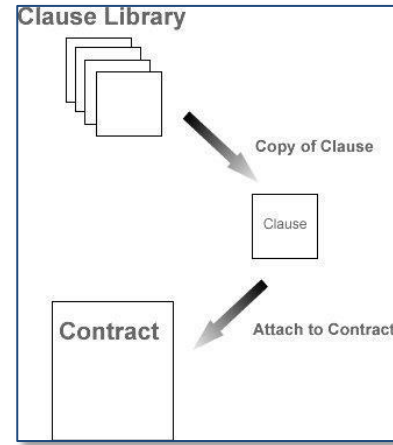 Clause Library
Copy of Clause
Clause
Contract
Attach to Contract